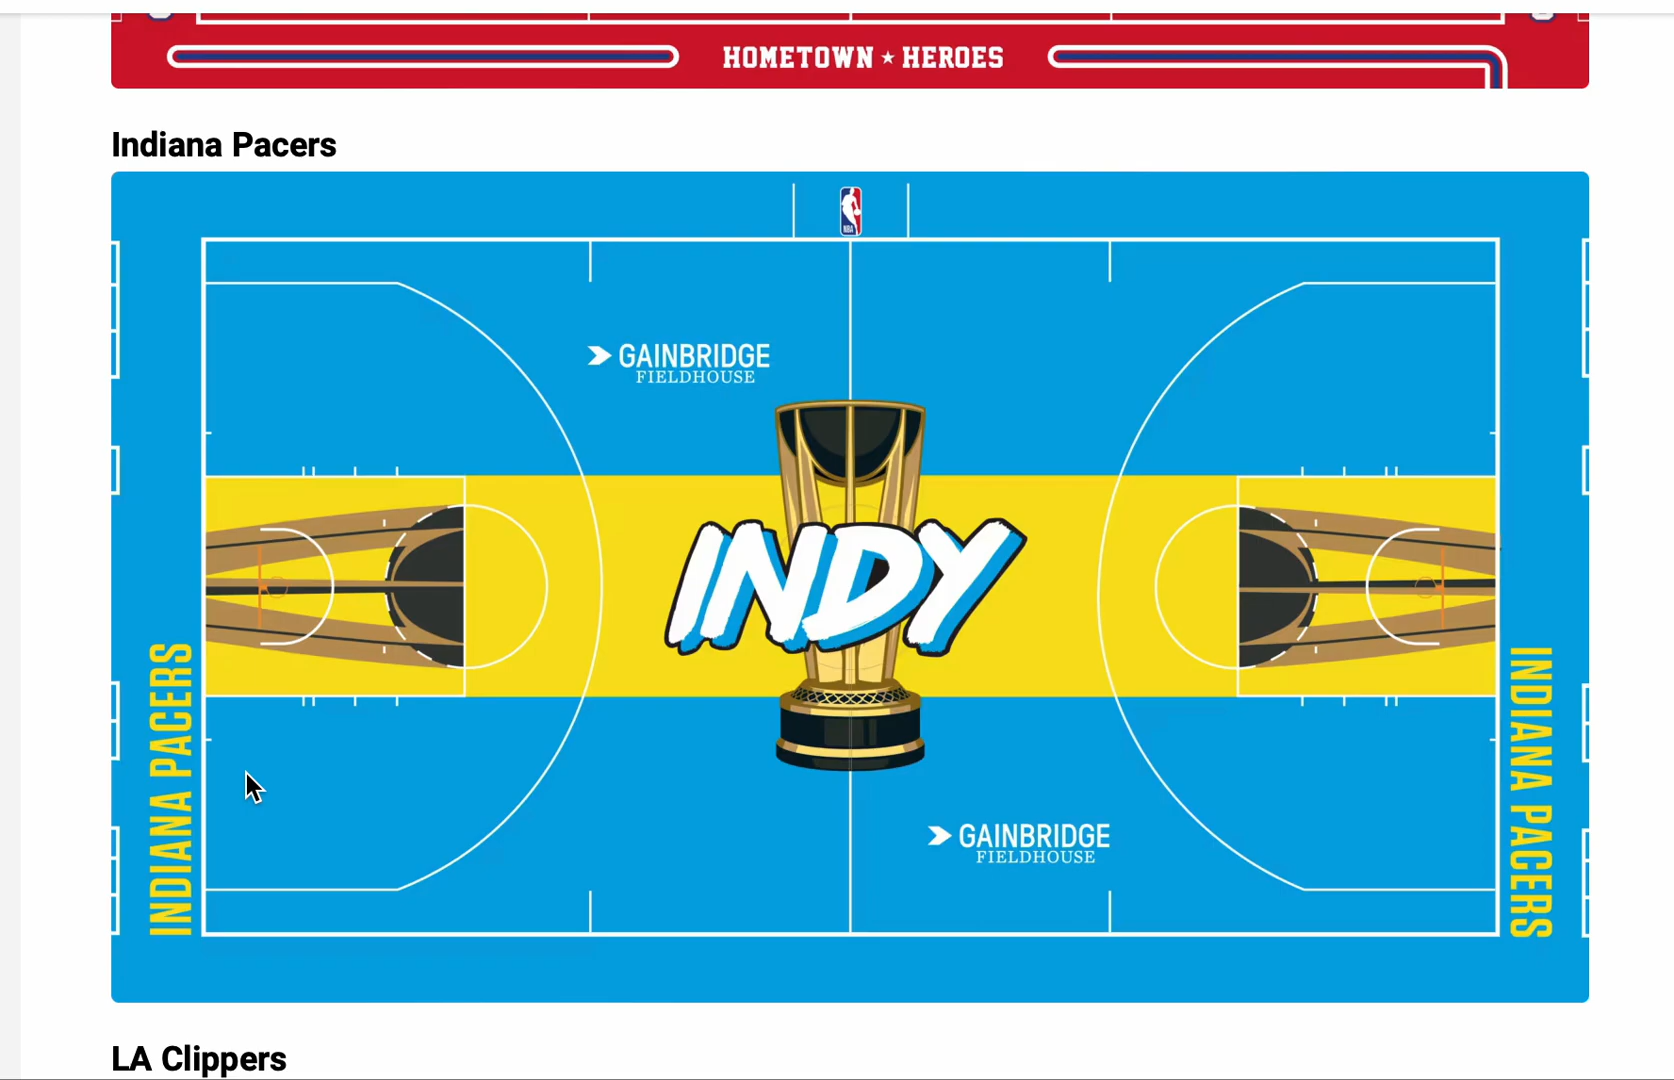 HOMETOWN ★ HEROES
Indiana Pacers
NBA
GAINBRIDGE
FIELDHOUSE
INDY
INDIANA PACERS
INDIANA PACERS
GAINBRIDGE
FIELDHOUSE
LA Clippers